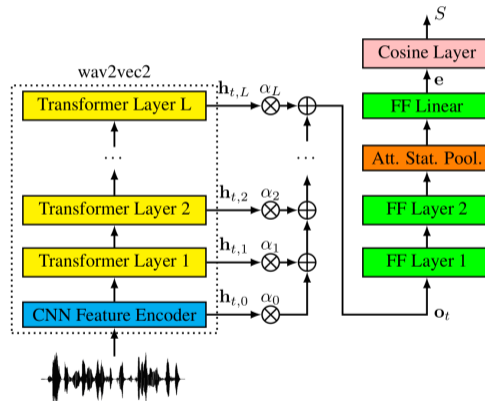 S
Cosine Layer
e
wav2vec2
h_{t,L} α_L
Transformer Layer L
FF Linear
...
...
Att. Stat. Pool.
h_{t,2} α_2
Transformer Layer 2
FF Layer 2
h_{t,1} α_1
Transformer Layer 1
FF Layer 1
h_{t,0} α_0
CNN Feature Encoder
o_t